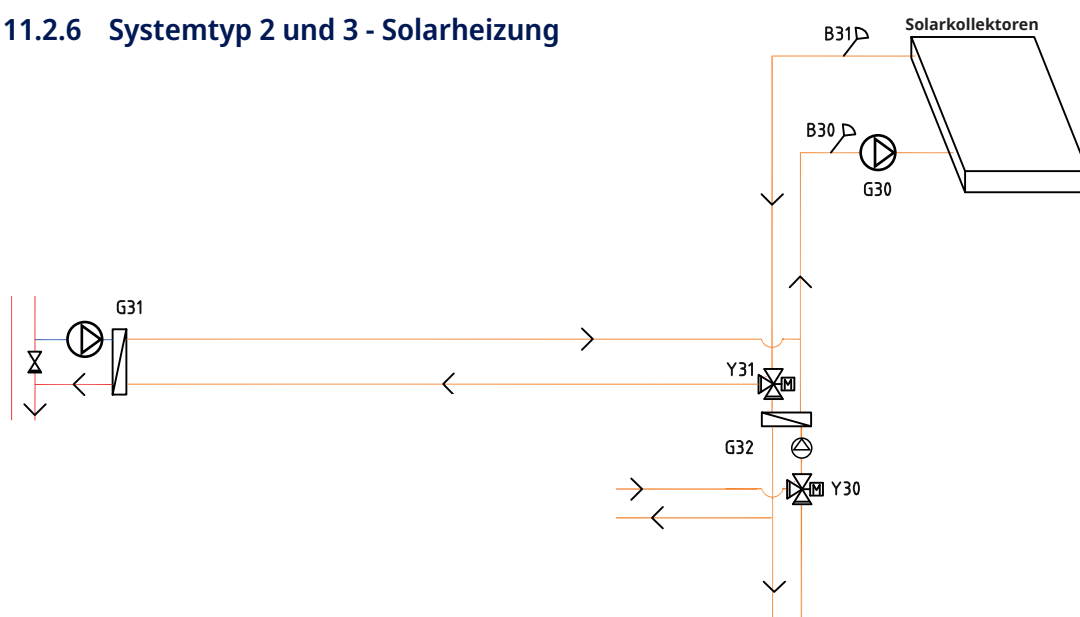 11.2.6 Systemtyp 2 und 3 - Solarheizung
Solarkollektoren
B31
B30
G30
G31
Y31
M
G32
M
Y30